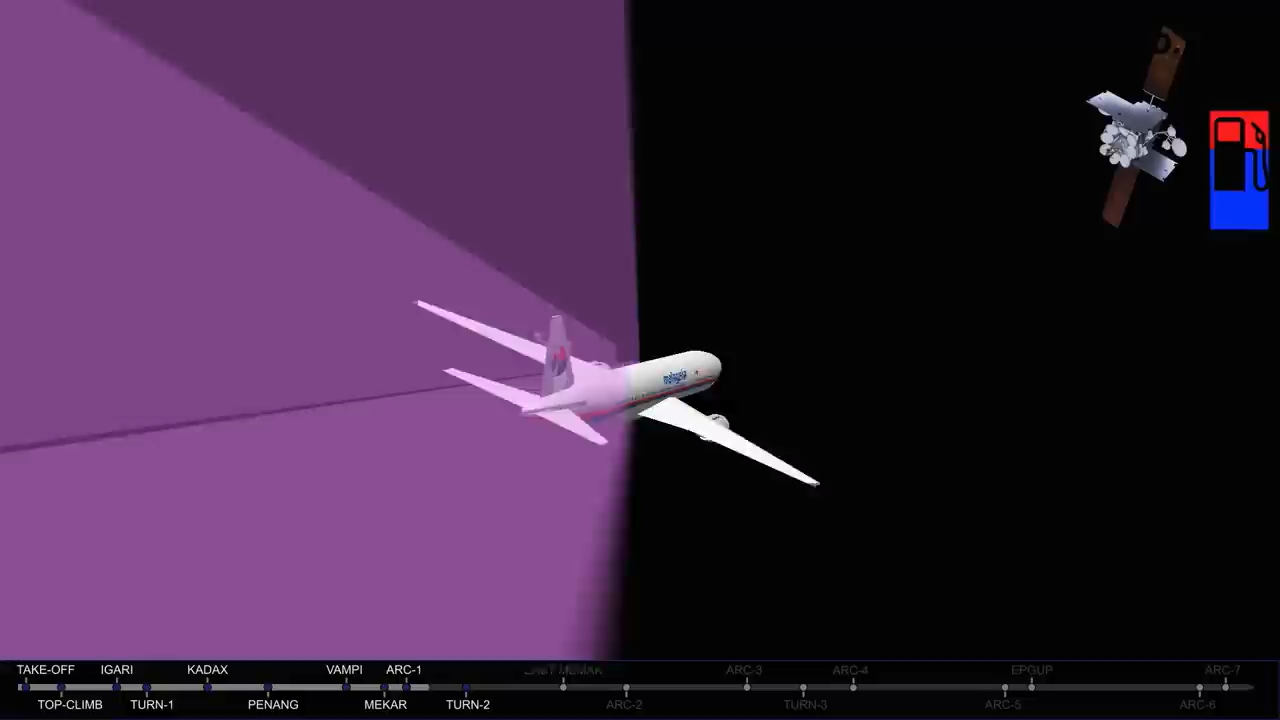 malaysia
TAKE-OFF IGARI KADAX VAMPI ARC-1 ARC-3 ARC-4 EPGUP ARC-7
TOP-CLIMB TURN-1 PENANG MEKAR TURN-2 ARC-2 TURN-3 ARC-5 ARC-6